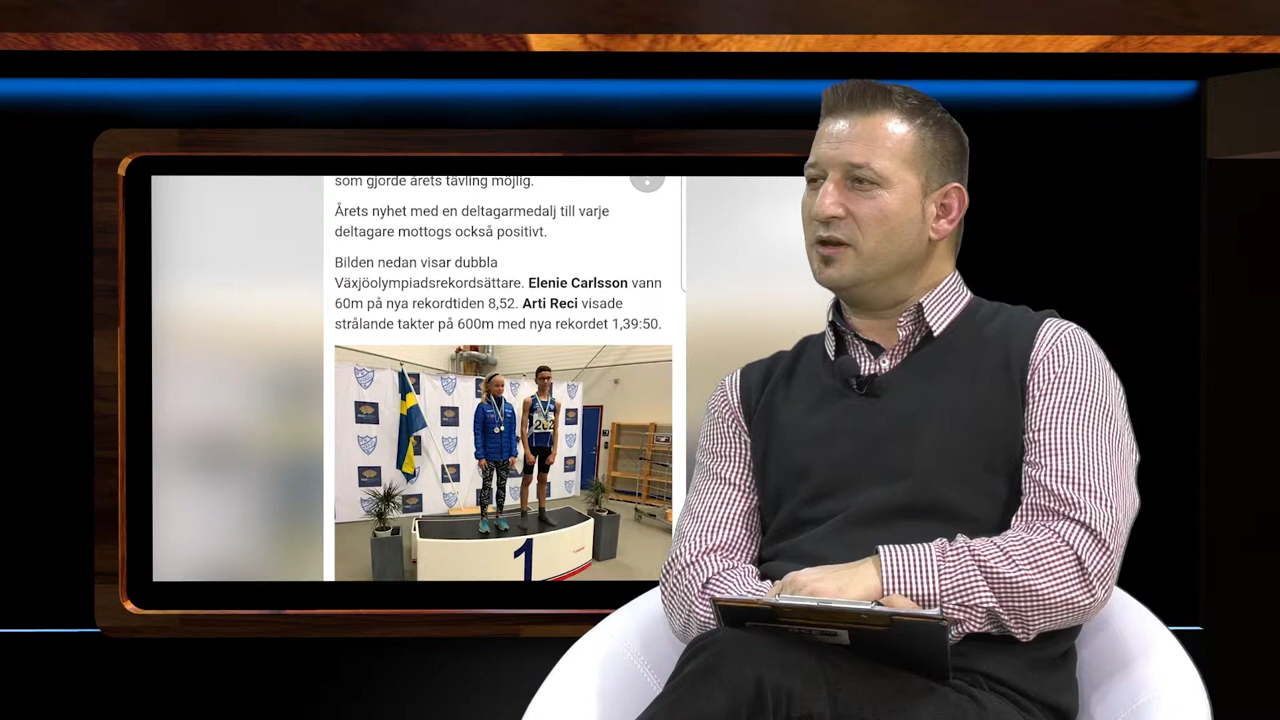 som gjorde årets tävling möjlig.
Årets nyhet med en deltagarmedalj till varje
deltagare mottogs också positivt.
Bilden nedan visar dubbla
Växjöolympiadsrekordsättare. Elenie Carlsson vann
60m på nya rekordtiden 8,52. Arti Reci visade
strålande takter på 600m med nya rekordet 1,39:50.
202
1